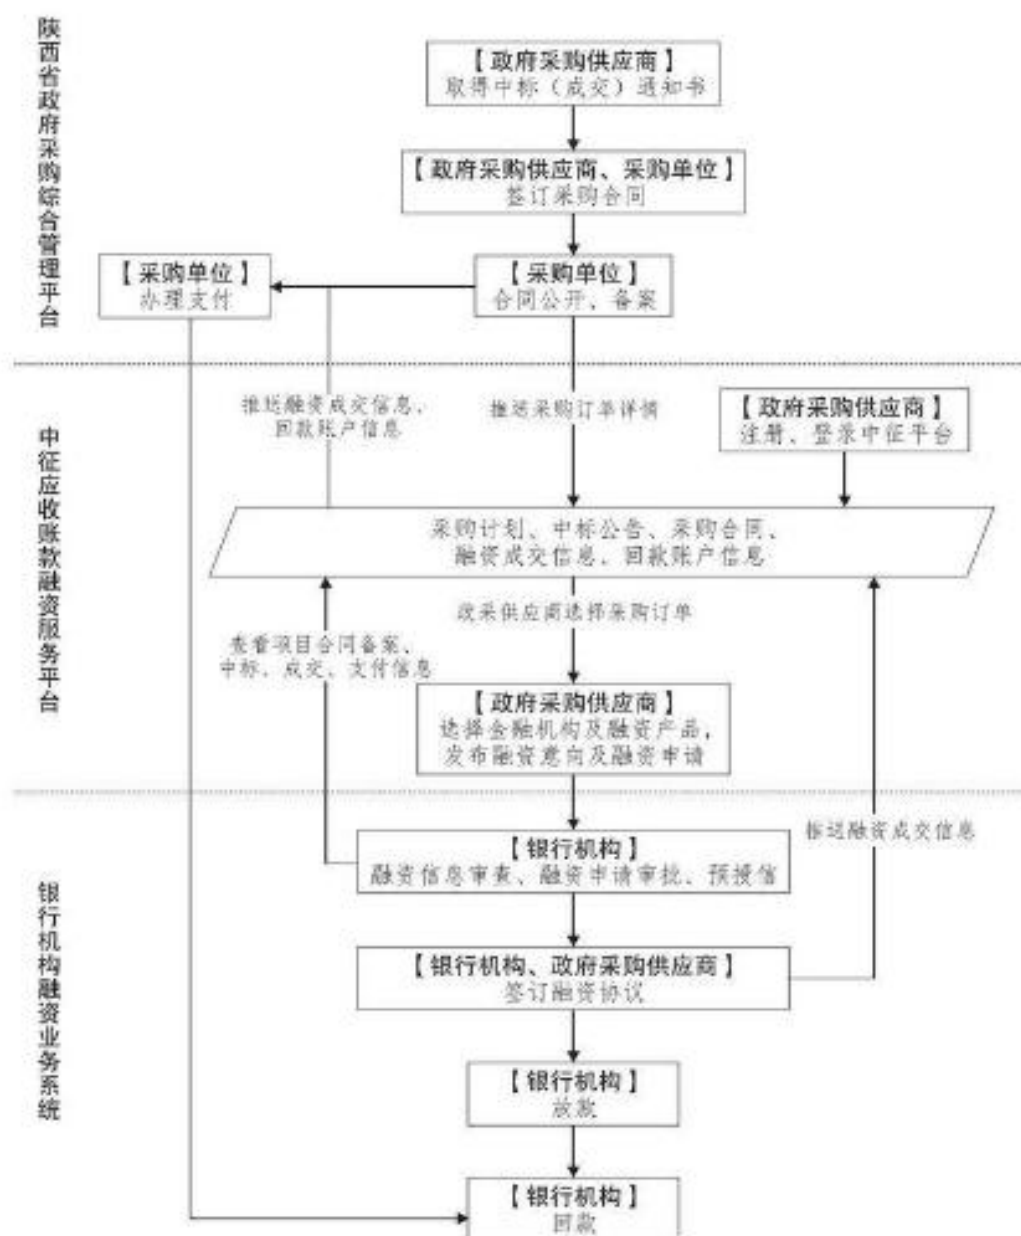 陕西省政府采购综合管理平台
【政府采购供应商】
取得中标（成交）通知书
【政府采购供应商、采购单位】
签订采购合同
【采购单位】
办理支付
【采购单位】
合同公开、备案
中征应收账款融资服务平台
推送融资成交信息、
回款账户信息
推送采购订单详情
【政府采购供应商】
注册、登录中征平台
采购计划、中标公告、采购合同、
融资成交信息、回款账户信息
政采供应商选择采购订单
查看项目合同备案、
中标、成交、支付信息
【政府采购供应商】
选择金融机构及融资产品，
发布融资意向及融资申请
银行机构融资业务系统
【银行机构】
融资信息审查、融资申请审批、预授信
推送融资成交信息
【银行机构、政府采购供应商】
签订融资协议
【银行机构】
放款
【银行机构】
回款